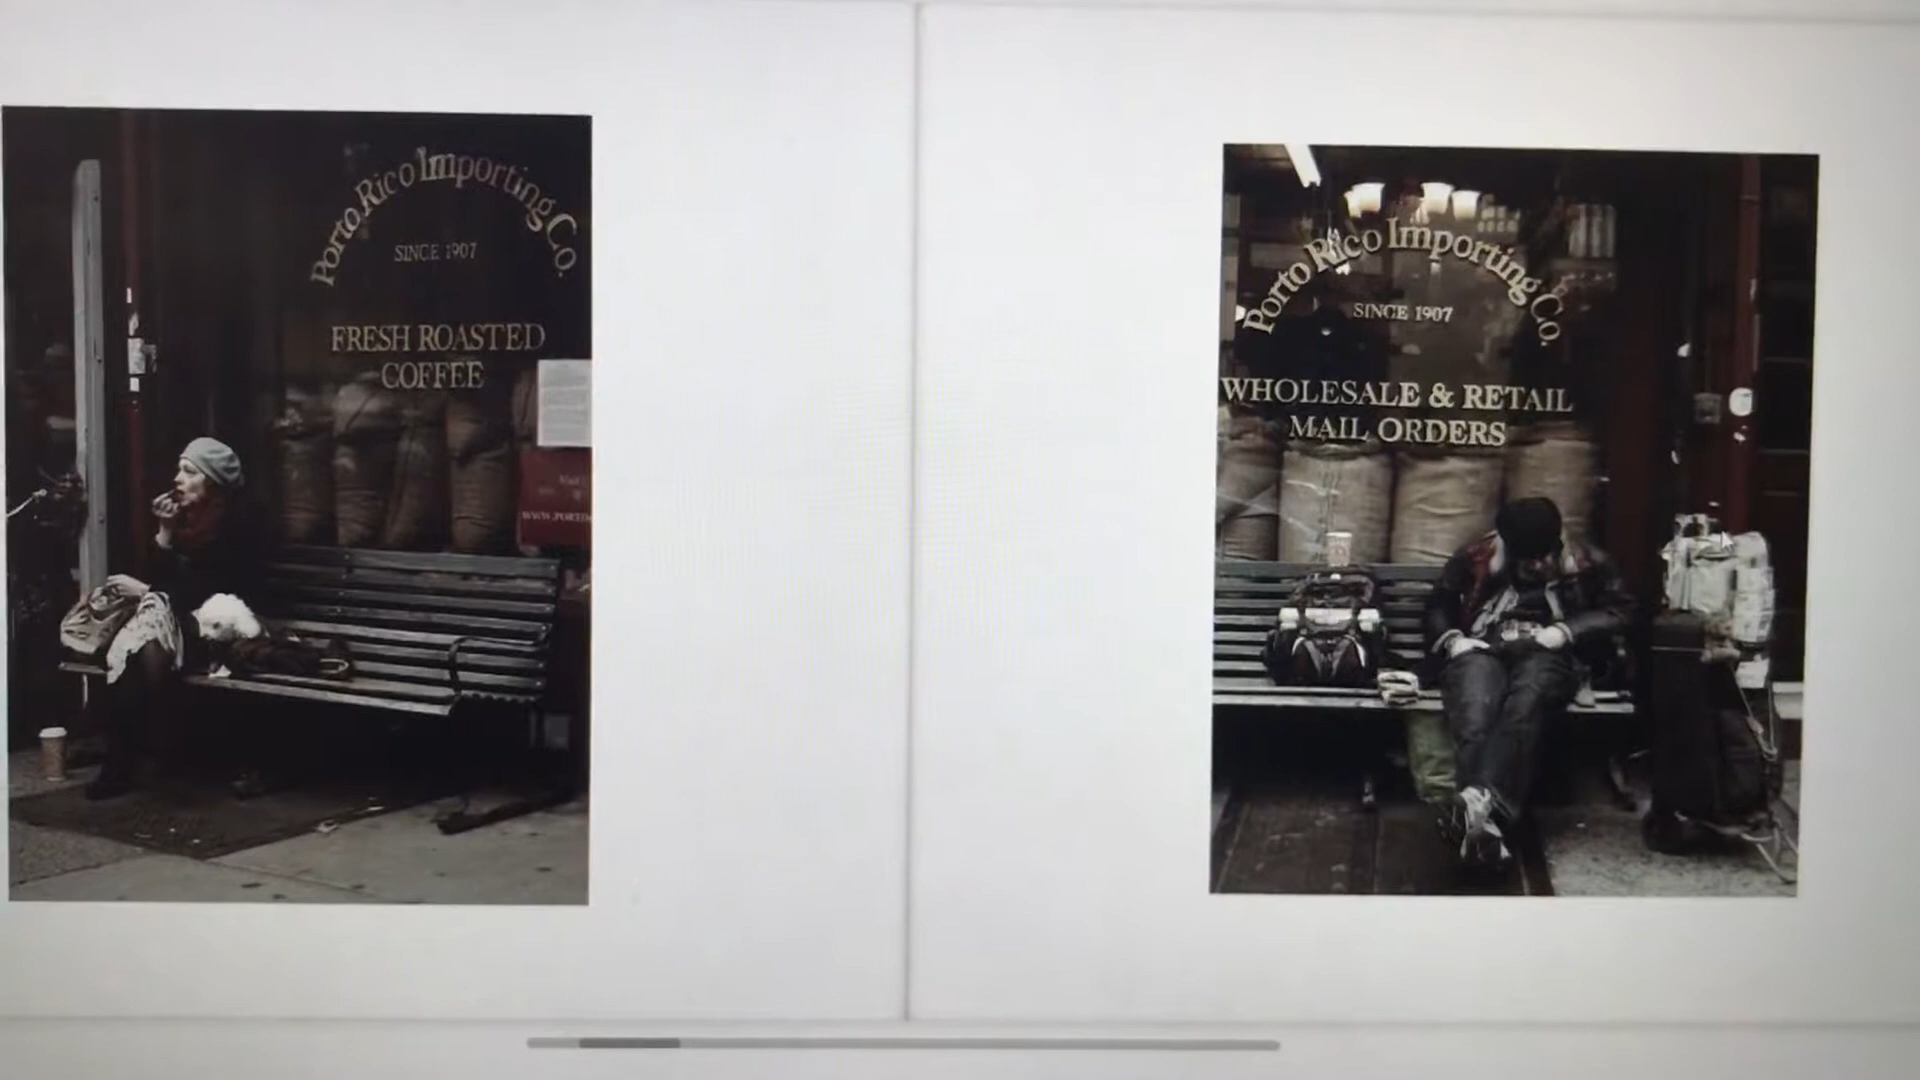 Porto Rico Importing Co.
SINCE 1907
FRESH ROASTED
COFFEE
Porto Rico Importing Co.
SINCE 1907
WHOLESALE & RETAIL
MAIL ORDERS